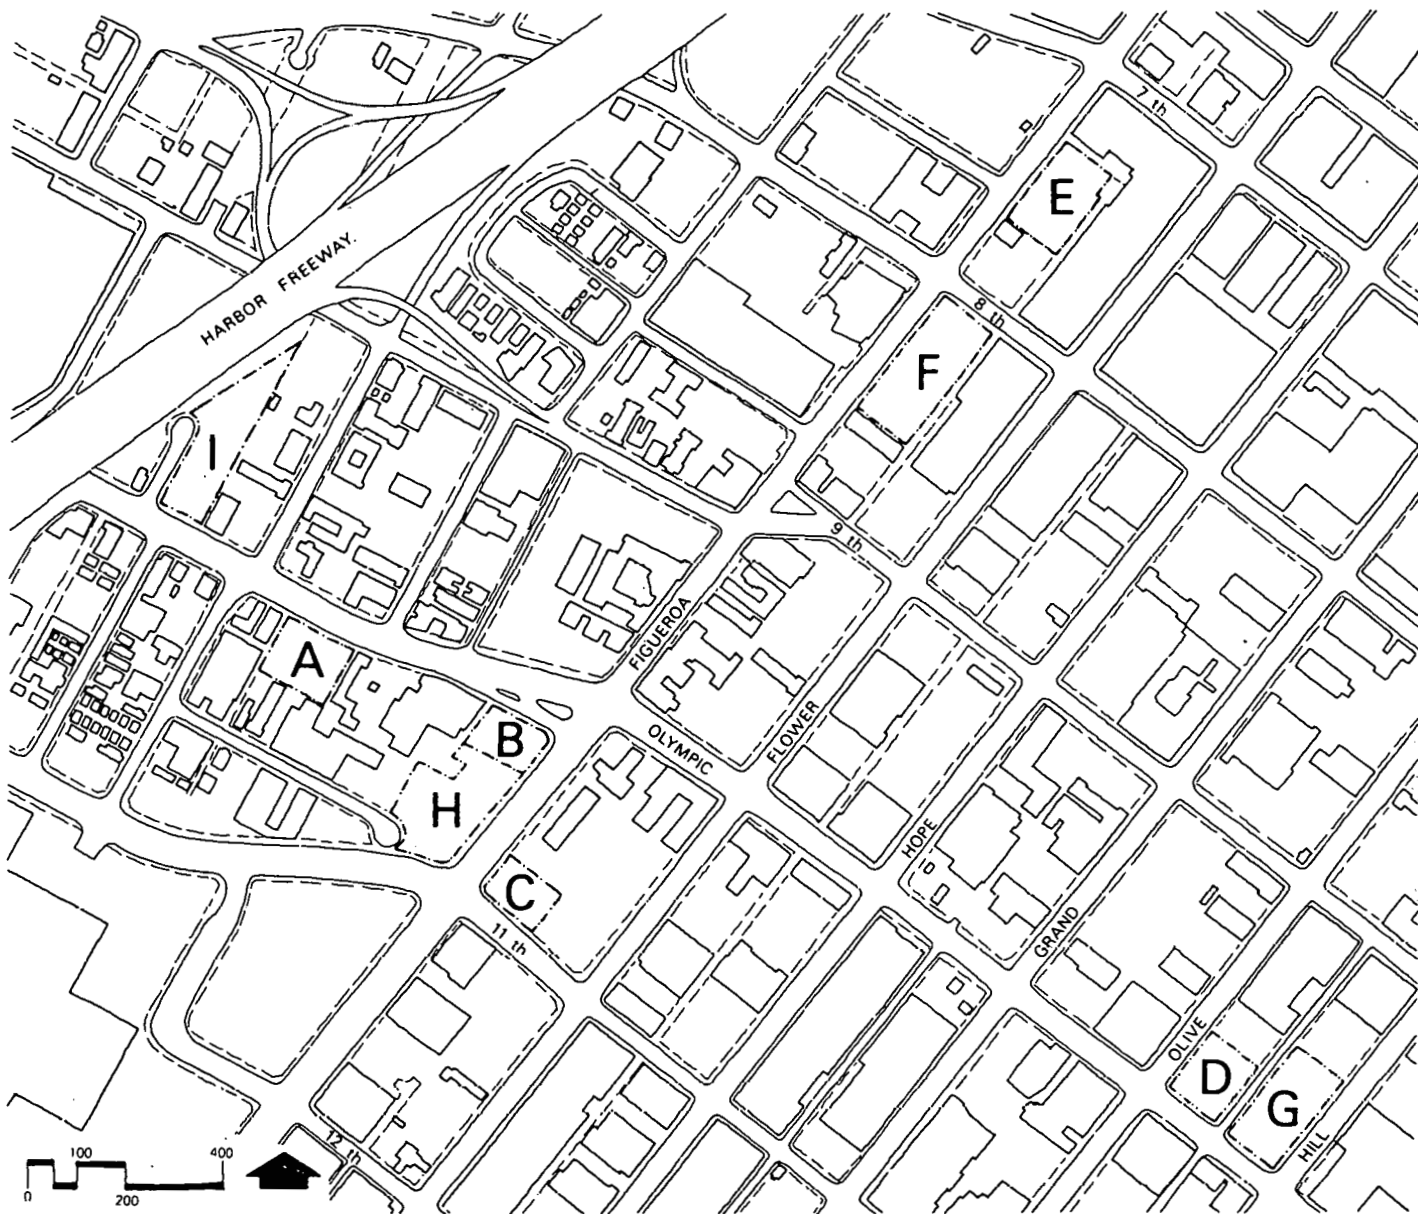 7 th
E
HARBOR FREEWAY.
8 th
F
I
9 th
FIGUEROA
A
B
OLYMPIC
FLOWER
H
HOPE
C
11 th
GRAND
OLIVE
D
G
HILL
12 th
100
400
0
200